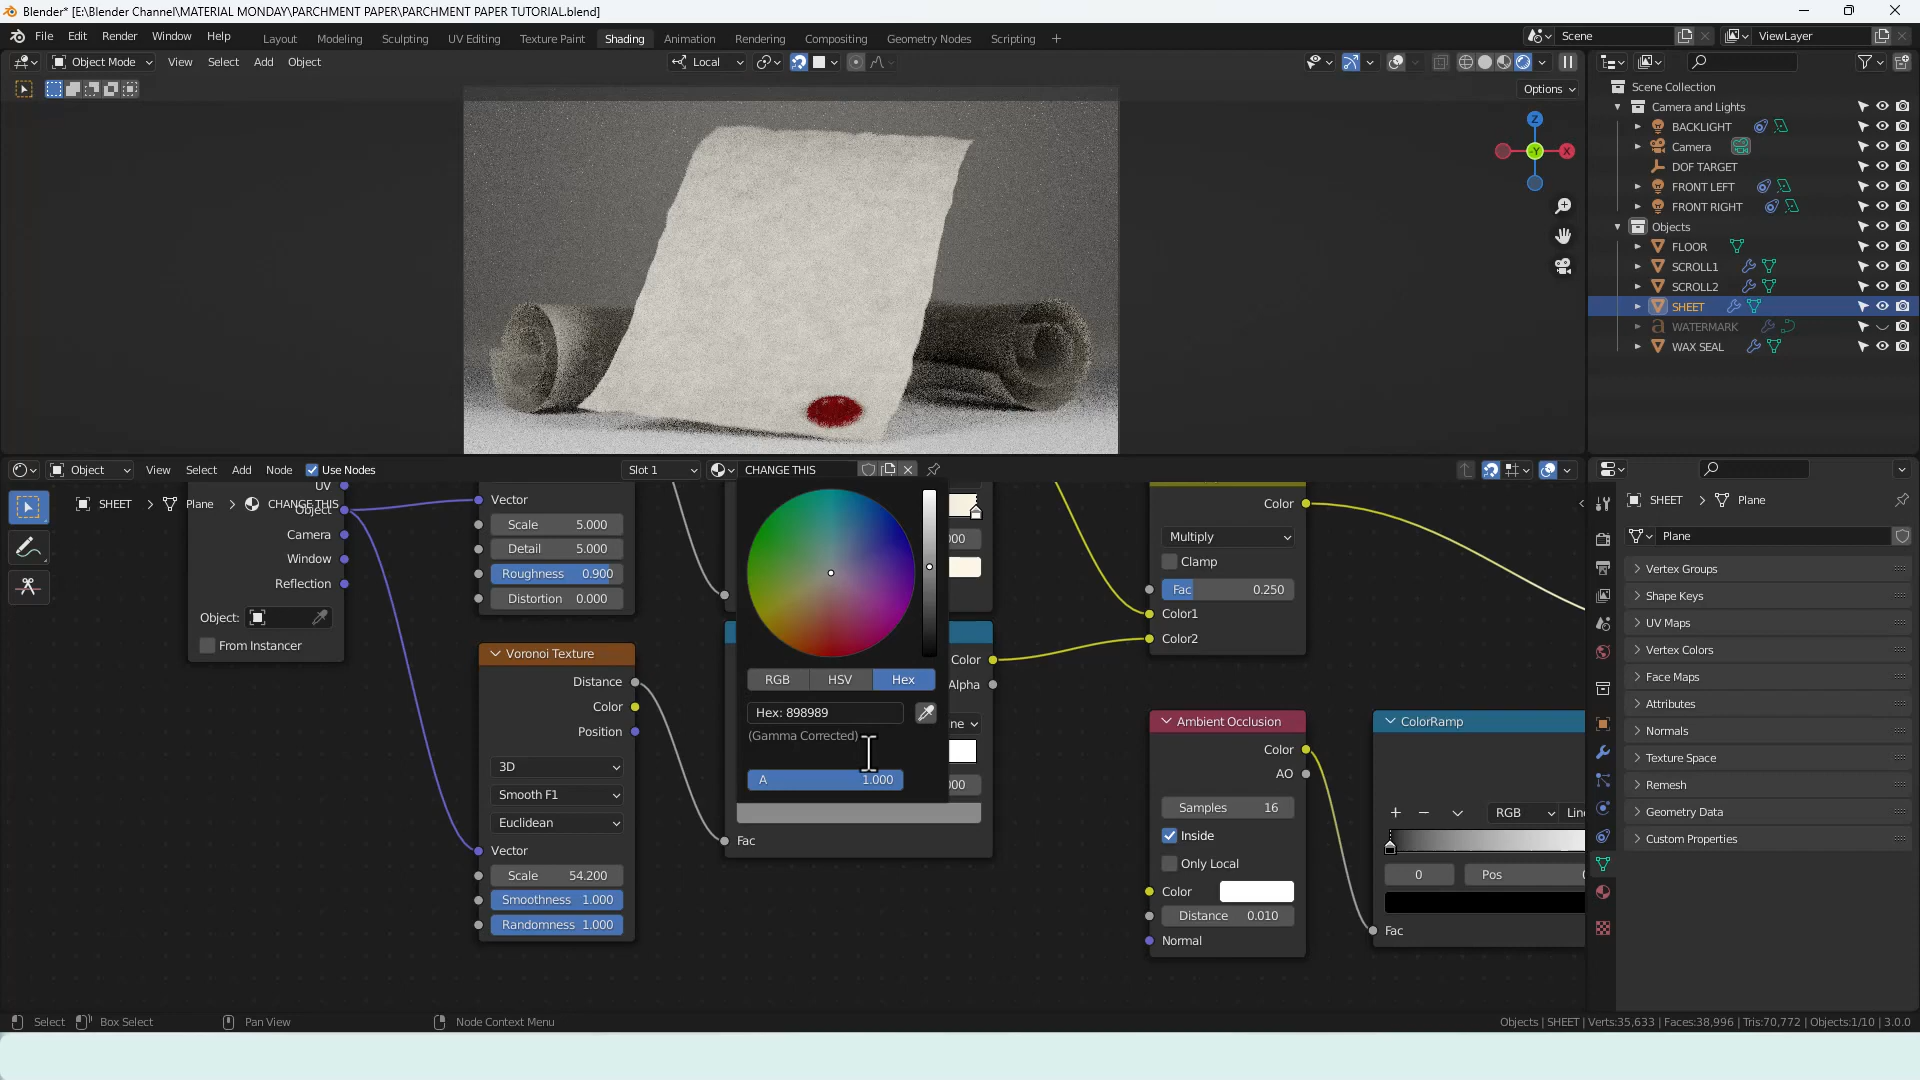 Blender* [E:\Blender Channel\MATERIAL MONDAY\PARCHMENT PAPER\PARCHMENT PAPER TUTORIAL.blend]
File Edit Render Window Help
Layout Modeling Sculpting UV Editing Texture Paint Shading Animation Rendering Compositing Geometry Nodes Scripting +
Scene
ViewLayer
Object Mode View Select Add Object
Local
Options
Z
-Y
X
Scene Collection
Camera and Lights
BACKLIGHT
Camera
DOF TARGET
FRONT LEFT
FRONT RIGHT
Objects
FLOOR
SCROLL1
SCROLL2
SHEET
WATERMARK
WAX SEAL
Object View Select Add Node Use Nodes
Slot 1
CHANGE THIS
SHEET > Plane > CHANGE THIS
UV
Object
Camera
Window
Reflection
Object:
From Instancer
Vector
Scale 5.000
Detail 5.000
Roughness 0.900
Distortion 0.000
Voronoi Texture
Distance
Color
Position
3D
Smooth F1
Euclidean
Vector
Scale 54.200
Smoothness 1.000
Randomness 1.000
RGB HSV Hex
Hex: 898989
(Gamma Corrected)
A 1.000
000
Color
Alpha
ne
000
Fac
Color
Multiply
Clamp
Fac 0.250
Color1
Color2
Ambient Occlusion
Color
AO
Samples 16
Inside
Only Local
Color
Distance 0.010
Normal
ColorRamp
+ − RGB Line
0 Pos
Fac
SHEET > Plane
Plane
Vertex Groups
Shape Keys
UV Maps
Vertex Colors
Face Maps
Attributes
Normals
Texture Space
Remesh
Geometry Data
Custom Properties
Select Box Select Pan View Node Context Menu
Objects | SHEET | Verts:35,633 | Faces:38,996 | Tris:70,772 | Objects:1/10 | 3.0.0